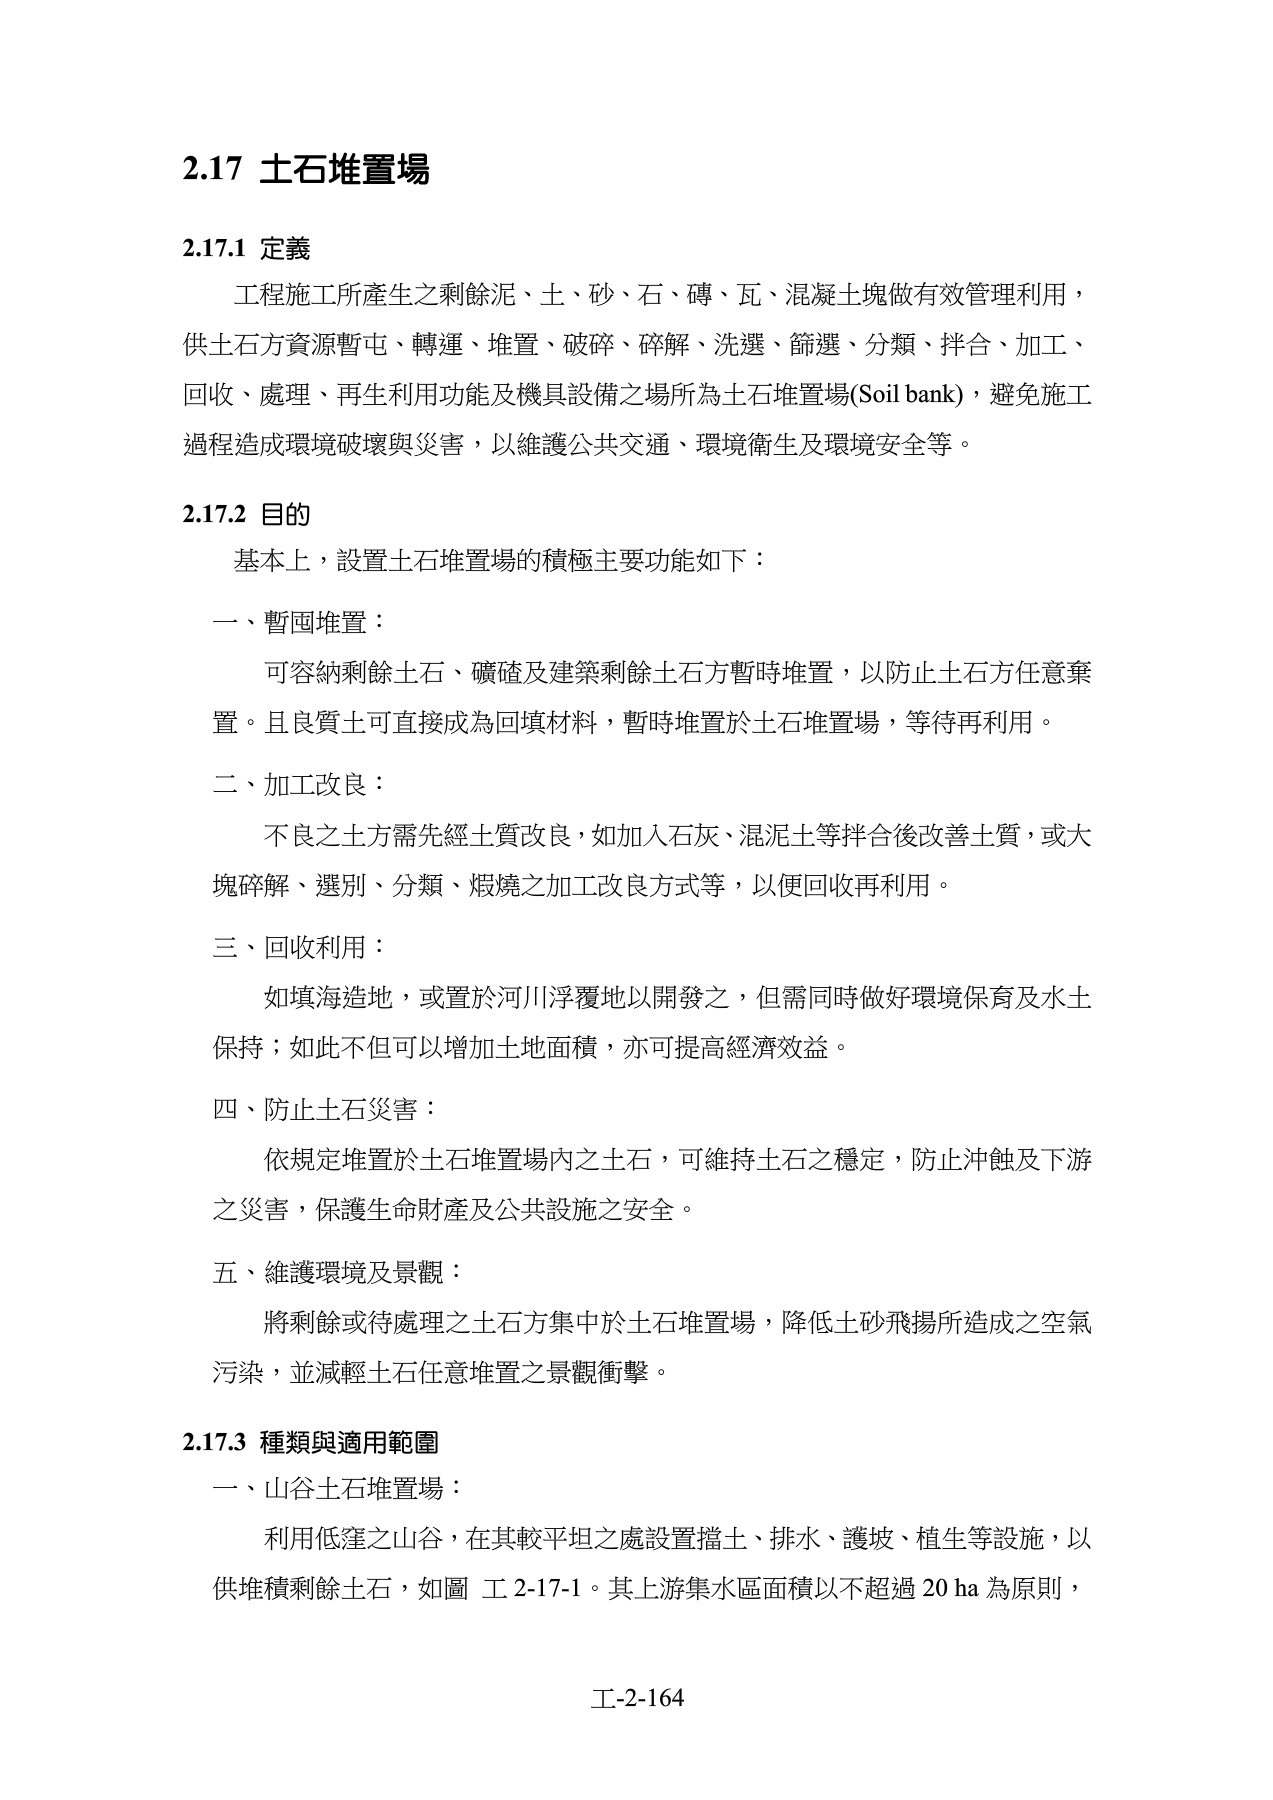 2.17 土石堆置場
2.17.1 定義
工程施工所產生之剩餘泥、土、砂、石、磚、瓦、混凝土塊做有效管理利用，
供土石方資源暫屯、轉運、堆置、破碎、碎解、洗選、篩選、分類、拌合、加工、
回收、處理、再生利用功能及機具設備之場所為土石堆置場(Soil bank)，避免施工
過程造成環境破壞與災害，以維護公共交通、環境衛生及環境安全等。
2.17.2 目的
基本上，設置土石堆置場的積極主要功能如下：
一、暫囤堆置：
可容納剩餘土石、礦碴及建築剩餘土石方暫時堆置，以防止土石方任意棄
置。且良質土可直接成為回填材料，暫時堆置於土石堆置場，等待再利用。
二、加工改良：
不良之土方需先經土質改良，如加入石灰、混泥土等拌合後改善土質，或大
塊碎解、選別、分類、煆燒之加工改良方式等，以便回收再利用。
三、回收利用：
如填海造地，或置於河川浮覆地以開發之，但需同時做好環境保育及水土
保持；如此不但可以增加土地面積，亦可提高經濟效益。
四、防止土石災害：
依規定堆置於土石堆置場內之土石，可維持土石之穩定，防止沖蝕及下游
之災害，保護生命財產及公共設施之安全。
五、維護環境及景觀：
將剩餘或待處理之土石方集中於土石堆置場，降低土砂飛揚所造成之空氣
污染，並減輕土石任意堆置之景觀衝擊。
2.17.3 種類與適用範圍
一、山谷土石堆置場：
利用低窪之山谷，在其較平坦之處設置擋土、排水、護坡、植生等設施，以
供堆積剩餘土石，如圖 工 2-17-1。其上游集水區面積以不超過 20 ha 為原則，
工-2-164